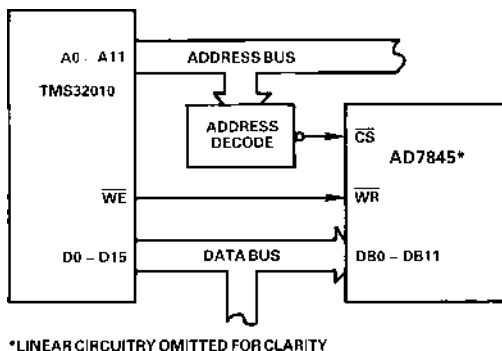 A0 - A11
ADDRESS BUS
TMS32010
ADDRESS
DECODE
CS
AD7845*
WE
WR
D0 - D15
DATA BUS
DB0 - DB11
*LINEAR CIRCUITRY OMITTED FOR CLARITY